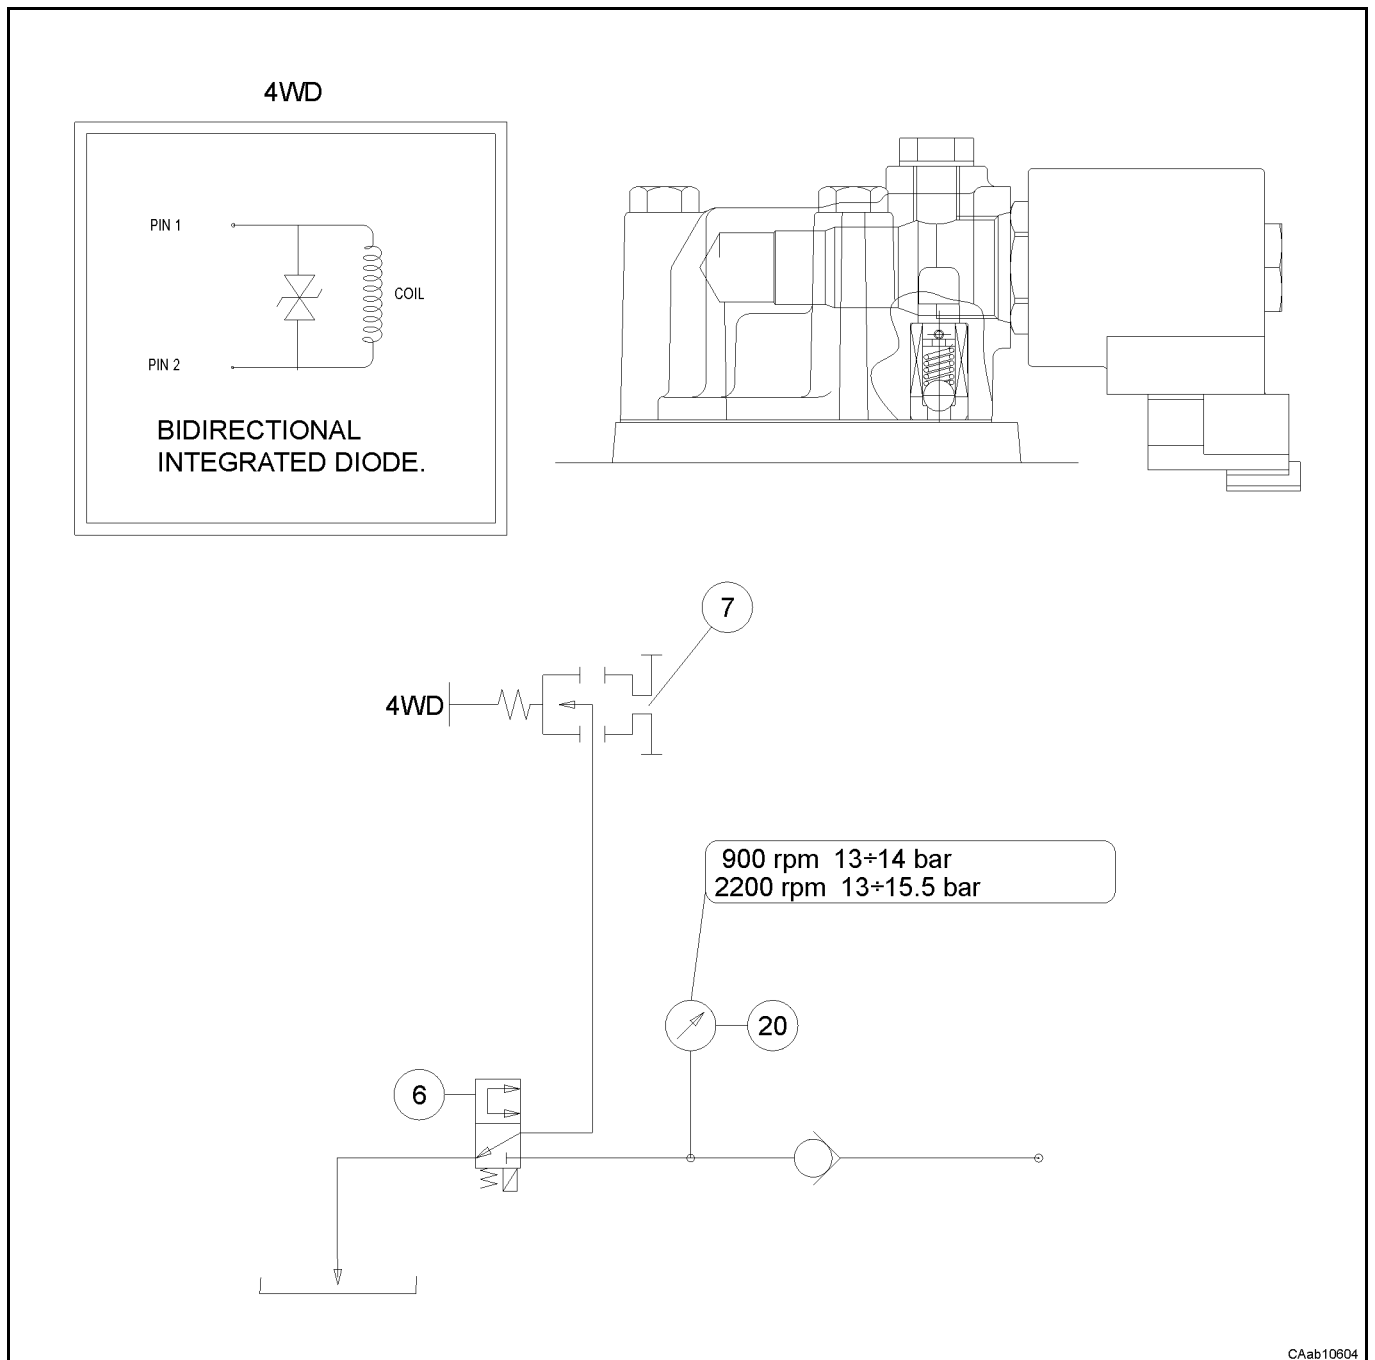 4WD
PIN 1
COIL
PIN 2
BIDIRECTIONAL
INTEGRATED DIODE.
7
4WD
900 rpm 13÷14 bar
2200 rpm 13÷15.5 bar
20
6
CAab10604